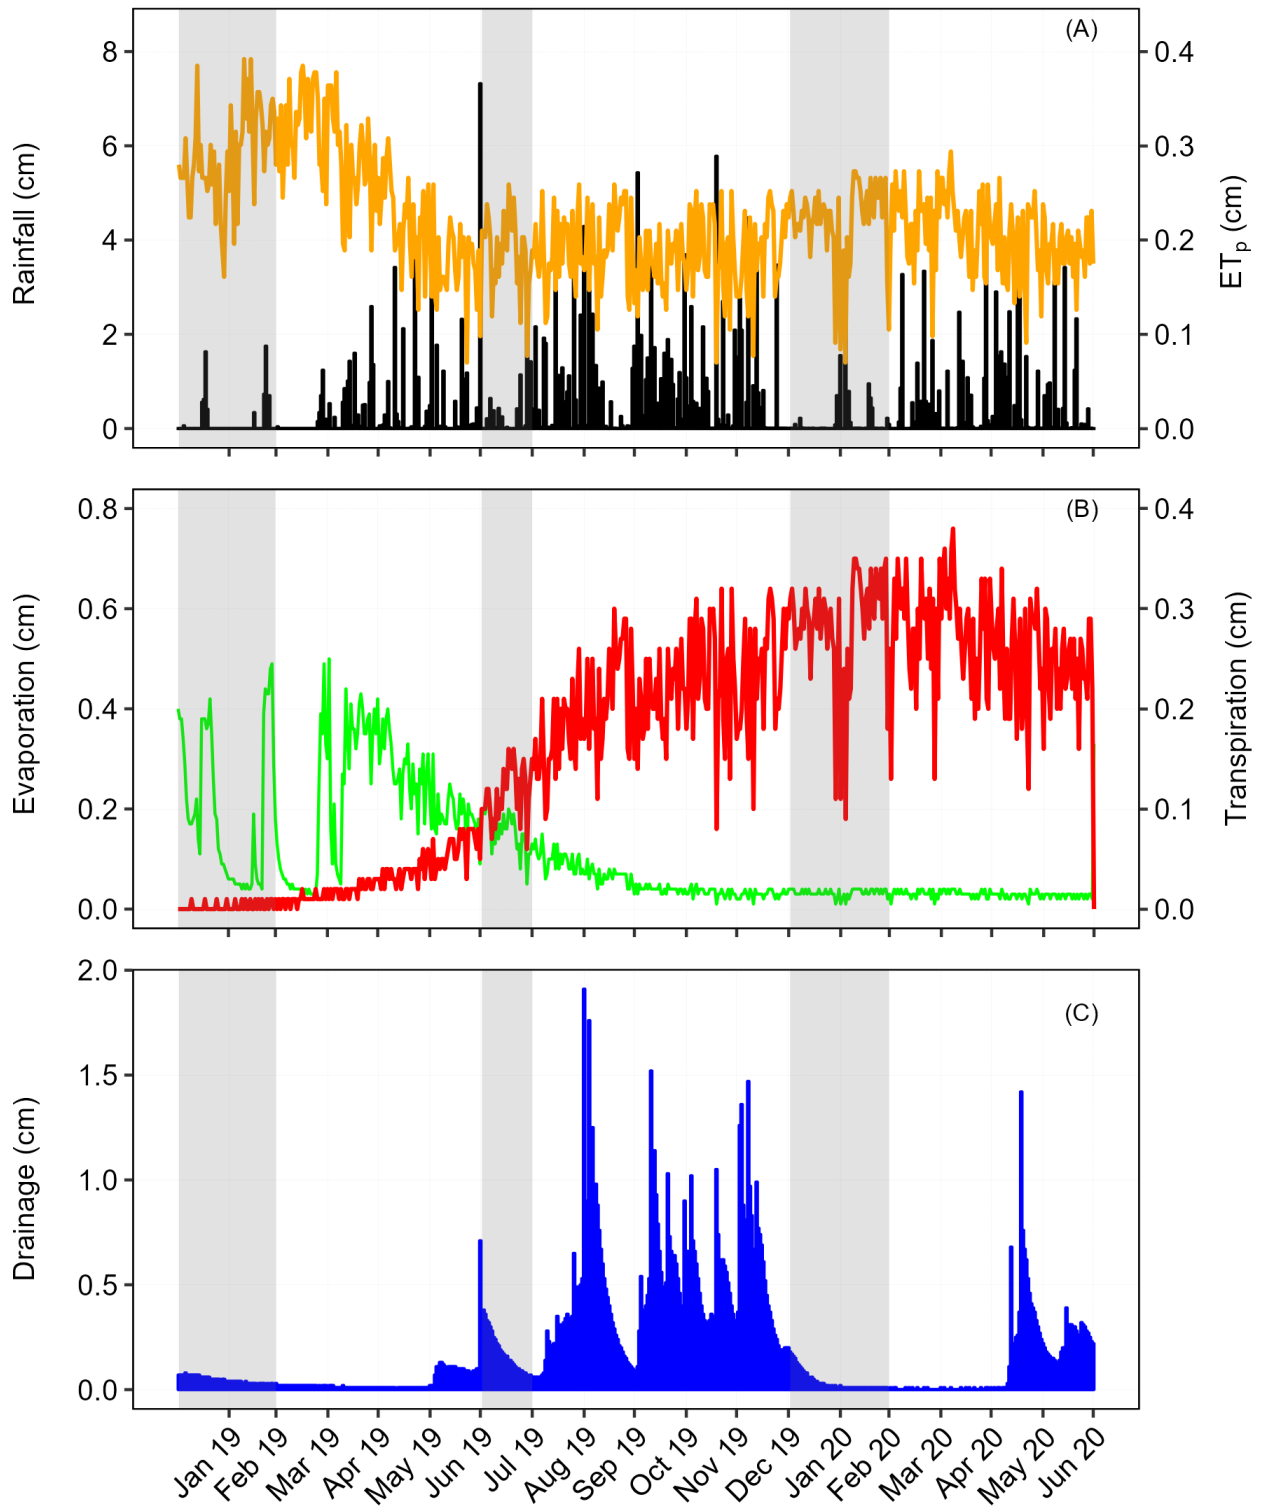 (A)
8
6
4
2
0
Rainfall (cm)
0.4
0.3
0.2
0.1
0.0
ETp (cm)
(B)
0.8
0.6
0.4
0.2
0.0
Evaporation (cm)
0.4
0.3
0.2
0.1
0.0
Transpiration (cm)
(C)
2.0
1.5
1.0
0.5
0.0
Drainage (cm)
Jan 19
Feb 19
Mar 19
Apr 19
May 19
Jun 19
Jul 19
Aug 19
Sep 19
Oct 19
Nov 19
Dec 19
Jan 20
Feb 20
Mar 20
Apr 20
May 20
Jun 20